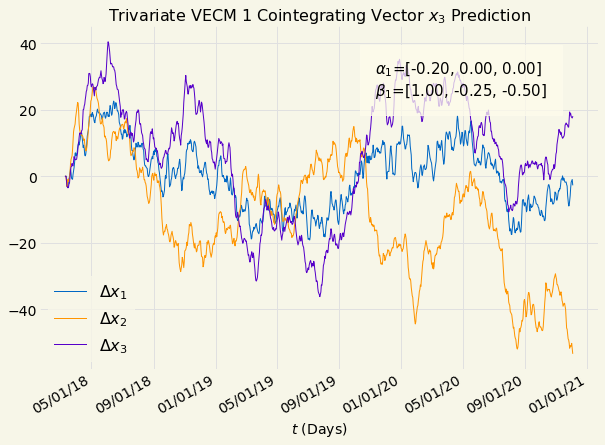 Trivariate VECM 1 Cointegrating Vector x₃ Prediction
α₁=[-0.20, 0.00, 0.00]
β₁=[1.00, -0.25, -0.50]
40
20
0
−20
−40
Δx₁
Δx₂
Δx₃
05/01/18
09/01/18
01/01/19
05/01/19
09/01/19
01/01/20
05/01/20
09/01/20
01/01/21
t (Days)